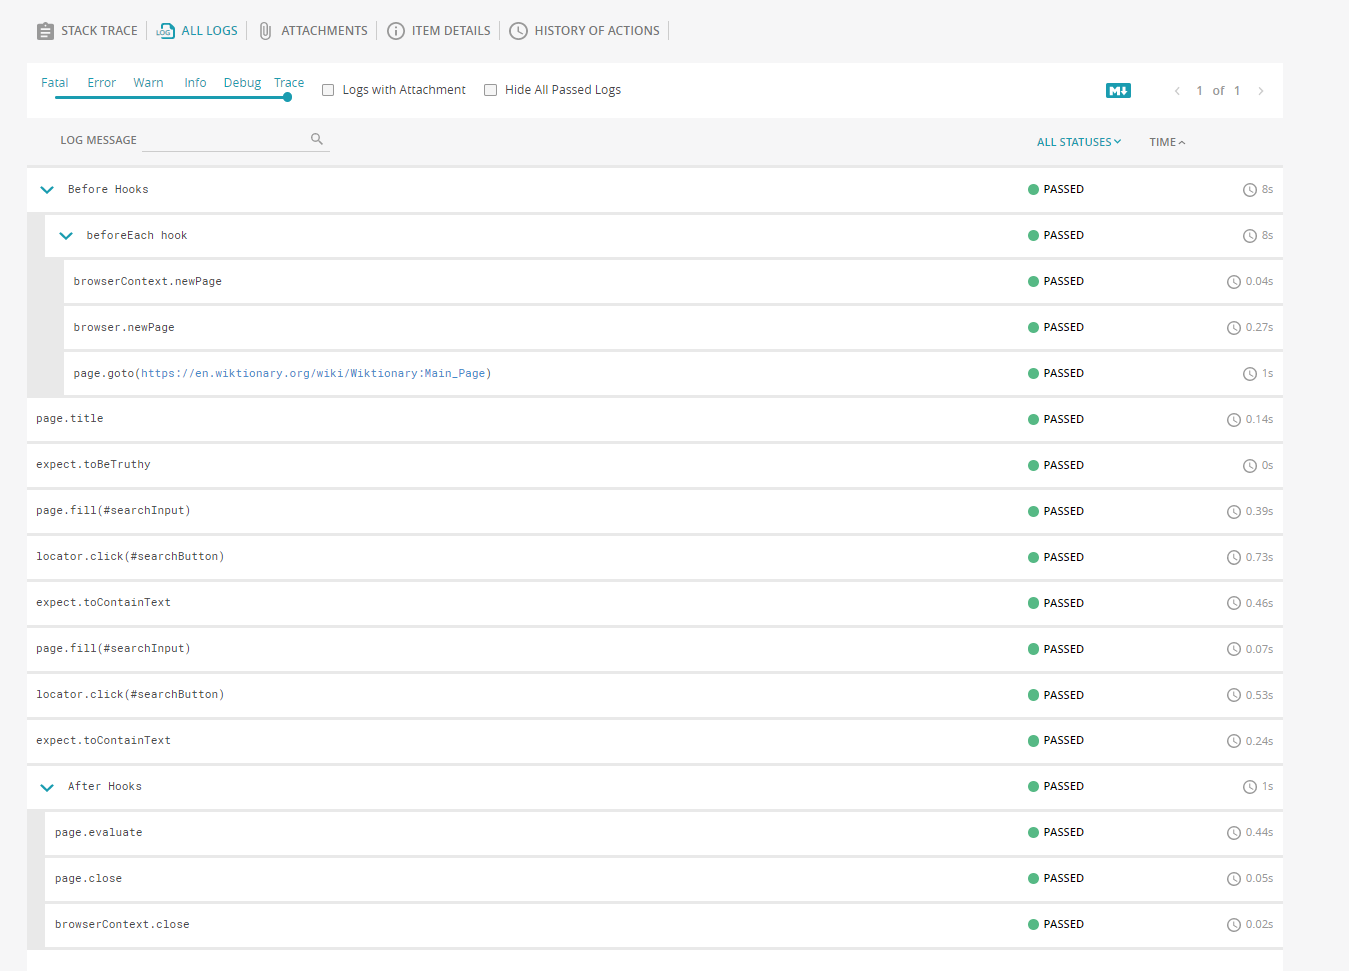 STACK TRACE ALL LOGS ATTACHMENTS ITEM DETAILS HISTORY OF ACTIONS
Fatal Error Warn Info Debug Trace Logs with Attachment Hide All Passed Logs M 1 of 1
LOG MESSAGE ALL STATUSES TIME
Before Hooks PASSED 8s
beforeEach hook PASSED 8s
browserContext.newPage PASSED 0.04s
browser.newPage PASSED 0.27s
page.goto(https://en.wiktionary.org/wiki/Wiktionary:Main_Page) PASSED 1s
page.title PASSED 0.14s
expect.toBeTruthy PASSED 0s
page.fill(#searchInput) PASSED 0.39s
locator.click(#searchButton) PASSED 0.73s
expect.toContainText PASSED 0.46s
page.fill(#searchInput) PASSED 0.07s
locator.click(#searchButton) PASSED 0.53s
expect.toContainText PASSED 0.24s
After Hooks PASSED 1s
page.evaluate PASSED 0.44s
page.close PASSED 0.05s
browserContext.close PASSED 0.02s